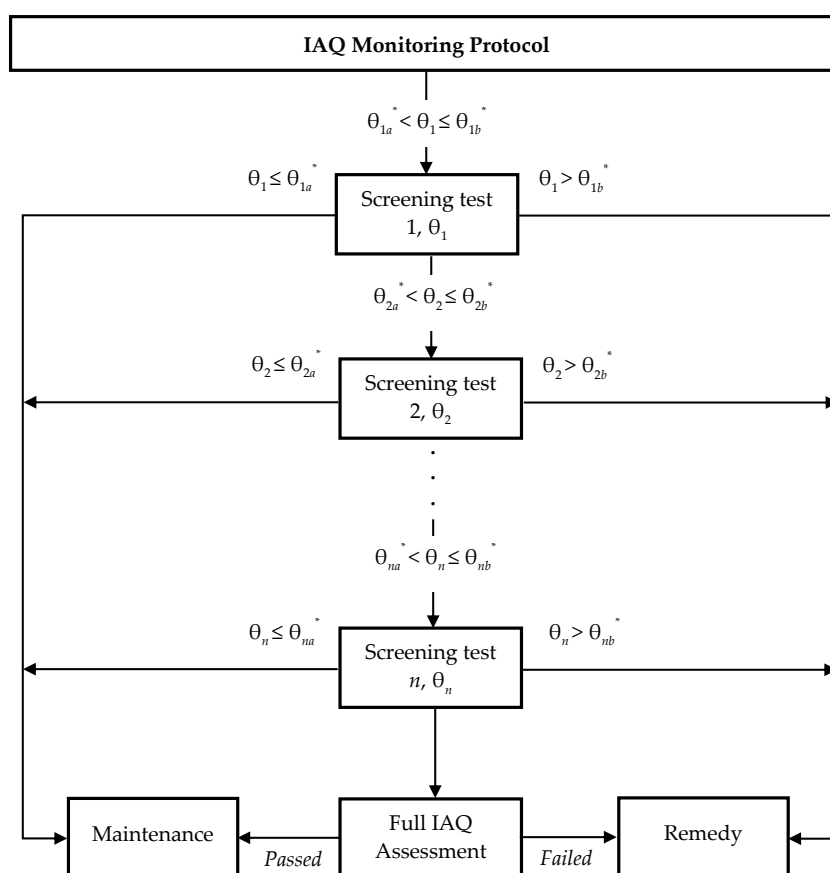 IAQ Monitoring Protocol
θ1a* < θ1 ≤ θ1b*
θ1 ≤ θ1a*
θ1 > θ1b*
Screening test
1, θ1
θ2a* < θ2 ≤ θ2b*
θ2 ≤ θ2a*
θ2 > θ2b*
Screening test
2, θ2
.
.
.
θna* < θn ≤ θnb*
θn ≤ θna*
θn > θnb*
Screening test
n, θn
Maintenance
Passed
Full IAQ
Assessment
Failed
Remedy